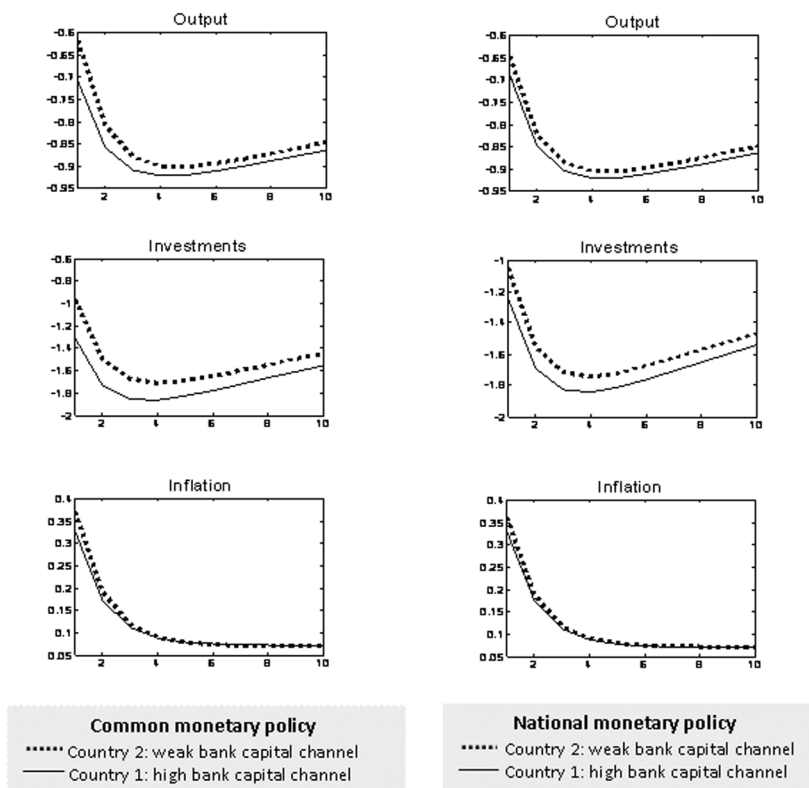 Output
-0.6
-0.65
-0.7
-0.75
-0.8
-0.85
-0.9
-0.95
2 4 6 8 10
Output
-0.6
-0.65
-0.7
-0.75
-0.8
-0.85
-0.9
-0.95
2 4 6 8 10
Investments
-0.6
-0.8
-1
-1.2
-1.4
-1.6
-1.8
-2
2 4 6 8 10
Investments
-1
-1.2
-1.4
-1.6
-1.8
-2
2 4 6 8 10
Inflation
0.4
0.35
0.3
0.25
0.2
0.15
0.1
0.05
2 4 6 8 10
Inflation
0.4
0.35
0.3
0.25
0.2
0.15
0.1
0.05
2 4 6 8 10
Common monetary policy
Country 2: weak bank capital channel
Country 1: high bank capital channel
National monetary policy
Country 2: weak bank capital channel
Country 1: high bank capital channel